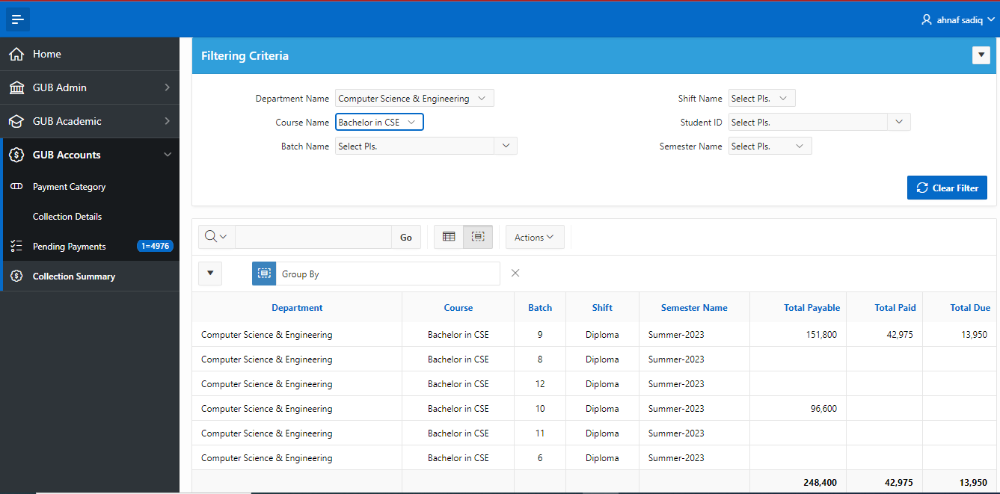 ahnaf sadiq
Home
GUB Admin
GUB Academic
GUB Accounts
Payment Category
Collection Details
Pending Payments 1=4976
Collection Summary
Filtering Criteria
Department Name Computer Science & Engineering Shift Name Select Pls.
Course Name Bachelor in CSE Student ID Select Pls.
Batch Name Select Pls. Semester Name Select Pls.
Clear Filter
Go Actions
Group By
Department Course Batch Shift Semester Name Total Payable Total Paid Total Due
Computer Science & Engineering Bachelor in CSE 9 Diploma Summer-2023 151,800 42,975 13,950
Computer Science & Engineering Bachelor in CSE 8 Diploma Summer-2023
Computer Science & Engineering Bachelor in CSE 12 Diploma Summer-2023
Computer Science & Engineering Bachelor in CSE 10 Diploma Summer-2023 96,600
Computer Science & Engineering Bachelor in CSE 11 Diploma Summer-2023
Computer Science & Engineering Bachelor in CSE 6 Diploma Summer-2023
248,400 42,975 13,950